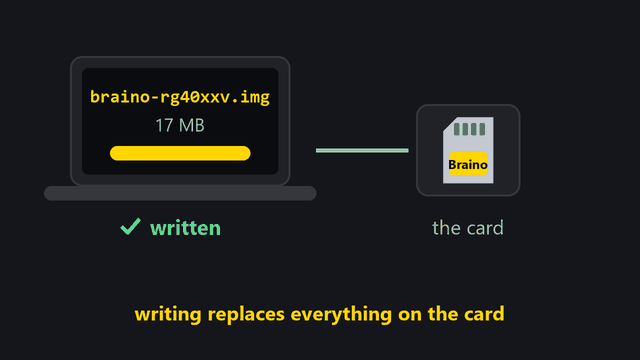 braino-rg40xxv.img
17 MB
Braino
written
the card
writing replaces everything on the card